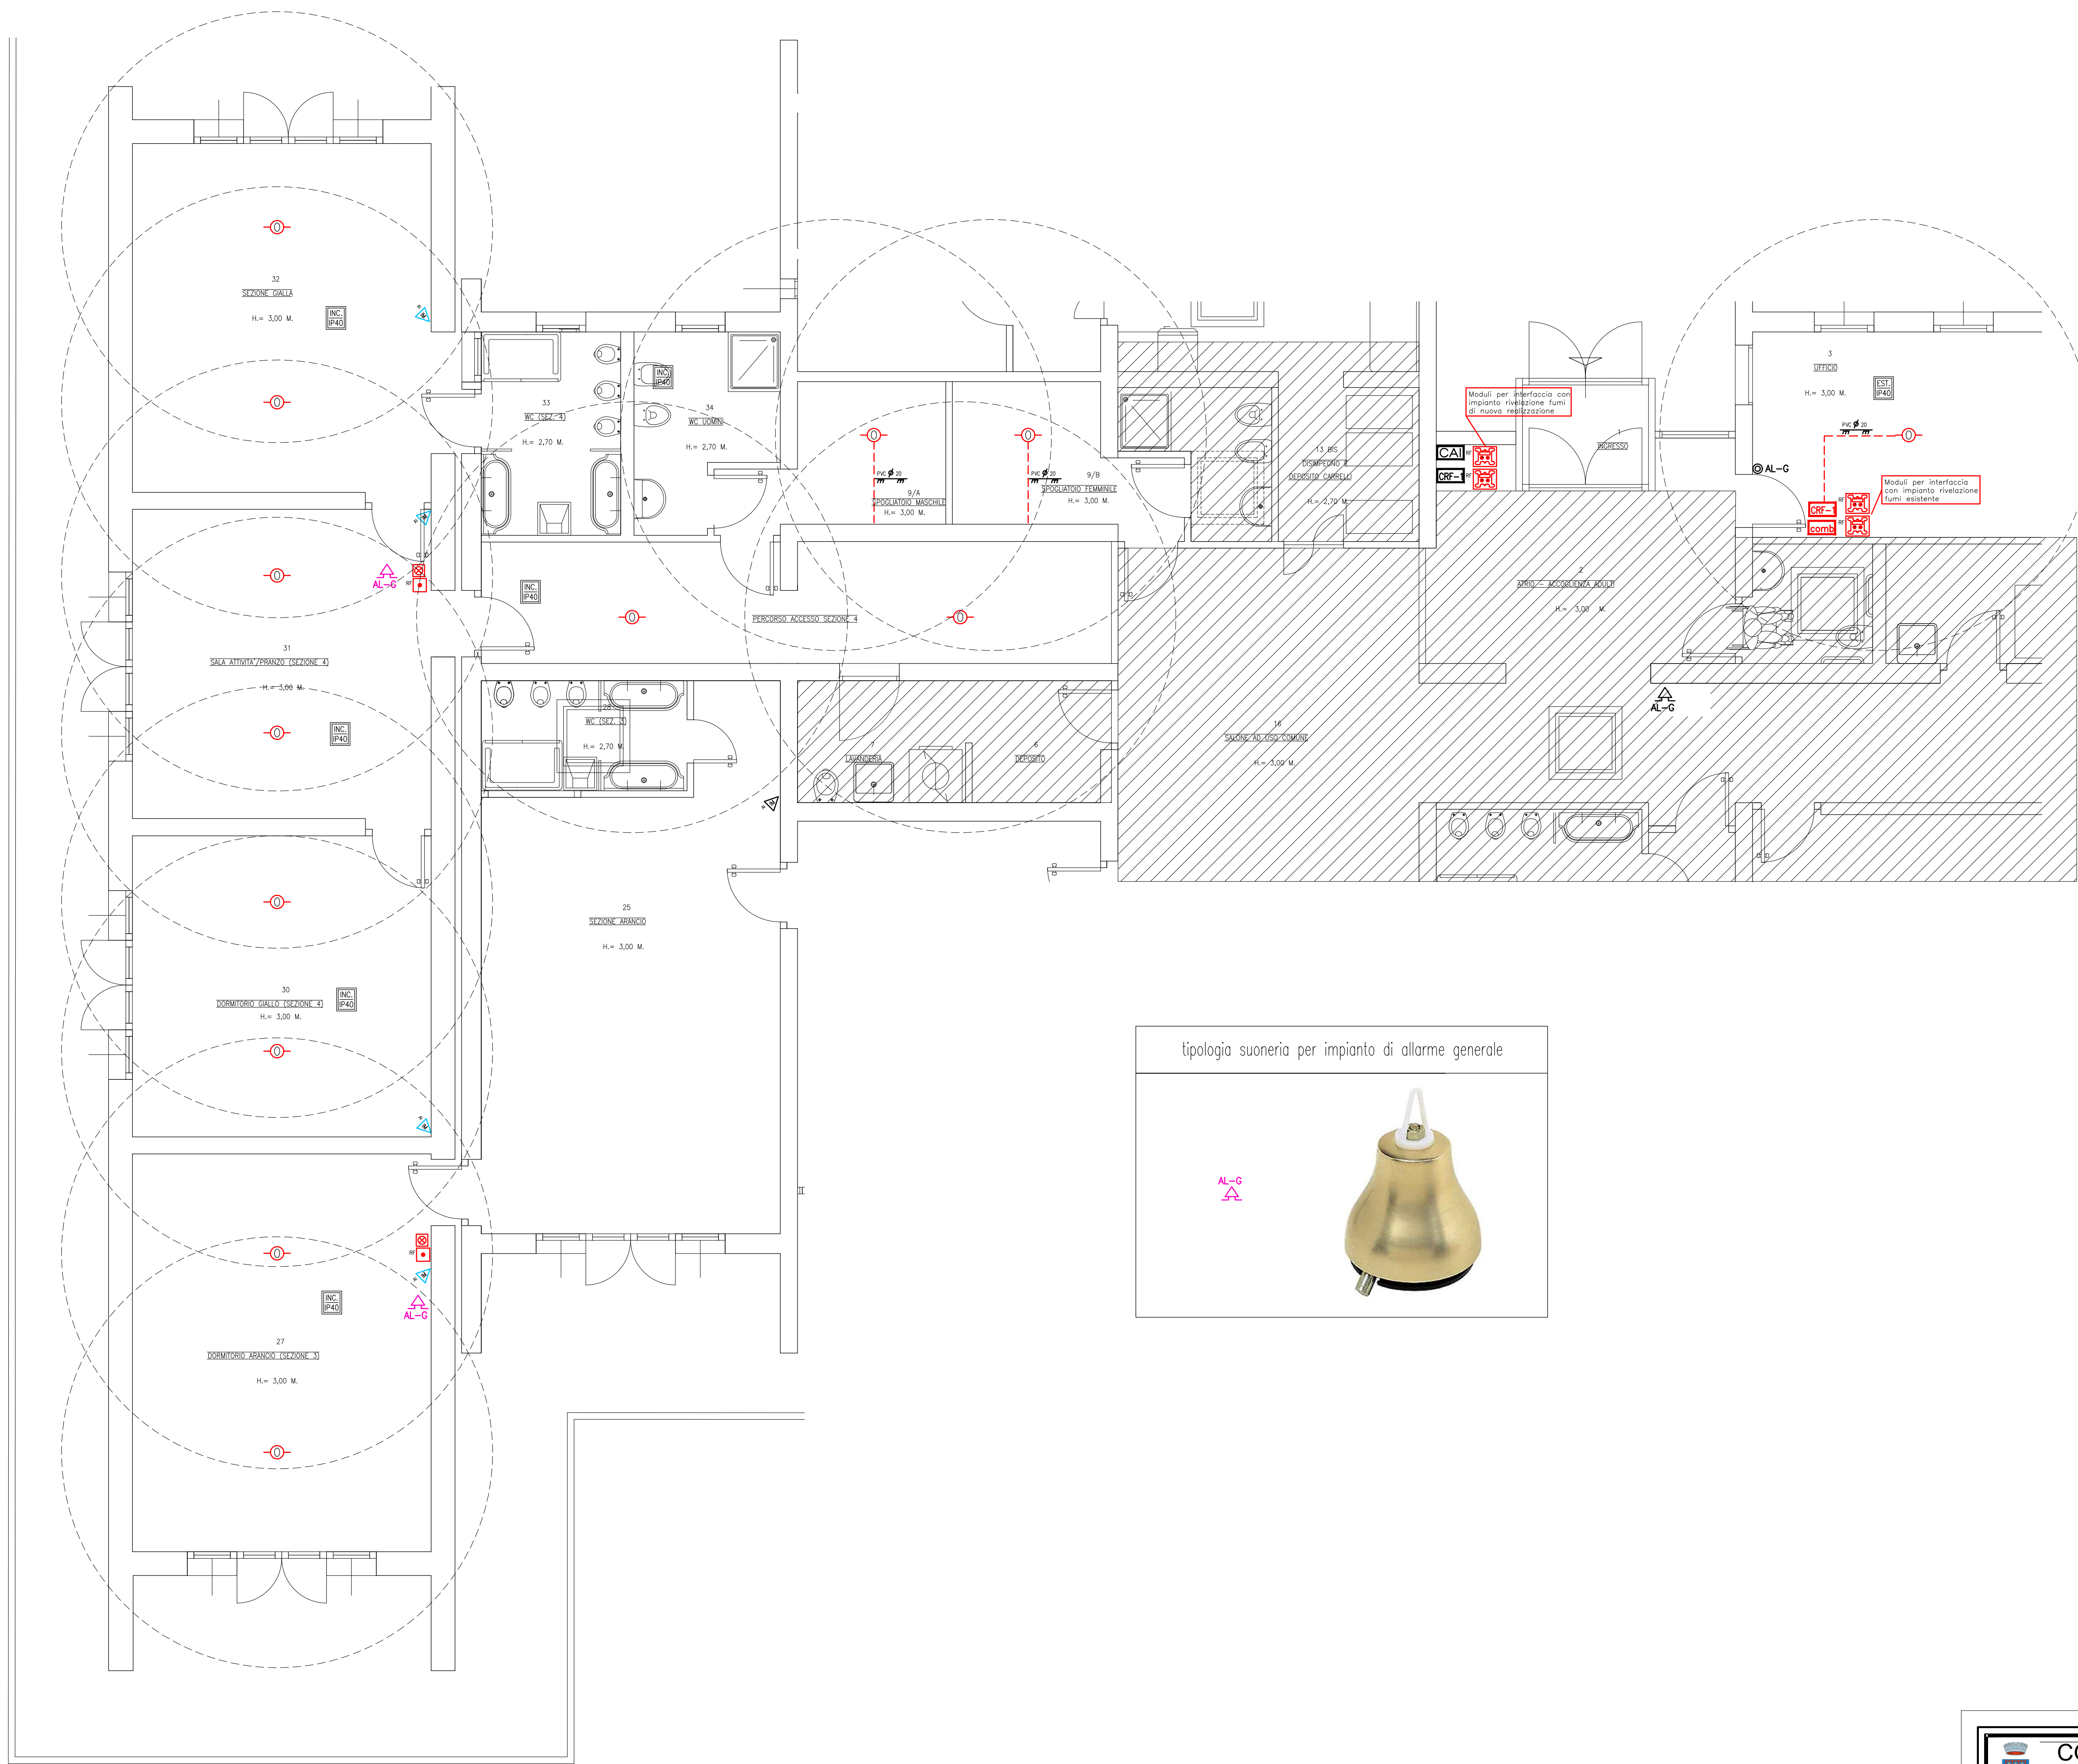 32
SEZIONE GIALLA
H.= 3,00 M.
INC.
IP40
33
WC (SEZ. 4)
H.= 2,70 M.
INC.
IP40
34
WC UOMINI
H.= 2,70 M.
PVC Ø 20
9/A
SPOGLIATOIO MASCHILE
H.= 3,00 M.
PVC Ø 20
9/B
SPOGLIATOIO FEMMINILE
H.= 3,00 M.
13 BIS
DISIMPEGNO E
DEPOSITO CARRELLI
H.= 2,70 M.
Moduli per interfaccia con
impianto rivelazione fumi
di nuova realizzazione
CAI
RF
CRF-1
RF
1
INGRESSO
3
UFFICIO
H.= 3,00 M.
EST.
IP40
PVC Ø 20
AL-G
Moduli per interfaccia
con impianto rivelazione
fumi esistente
CRF-1
RF
comb
RF
2
ATRIO - ACCOGLIENZA ADULTI
H.= 3,00 M.
AL-G
RF
INC.
IP40
PERCORSO ACCESSO SEZIONE 4
31
SALA ATTIVITA'/PRANZO (SEZIONE 4)
H.= 3,00 M.
INC.
IP40
28
WC (SEZ. 3)
H.= 2,70 M.
7
LAVANDERIA
6
DEPOSITO
16
SALONE AD USO COMUNE
H.= 3,00 M.
AL-G
25
SEZIONE ARANCIO
H.= 3,00 M.
30
DORMITORIO GIALLO (SEZIONE 4)
H.= 3,00 M.
INC.
IP40
tipologia suoneria per impianto di allarme generale
AL-G
RF
AL-G
INC.
IP40
27
DORMITORIO ARANCIO (SEZIONE 3)
H.= 3,00 M.